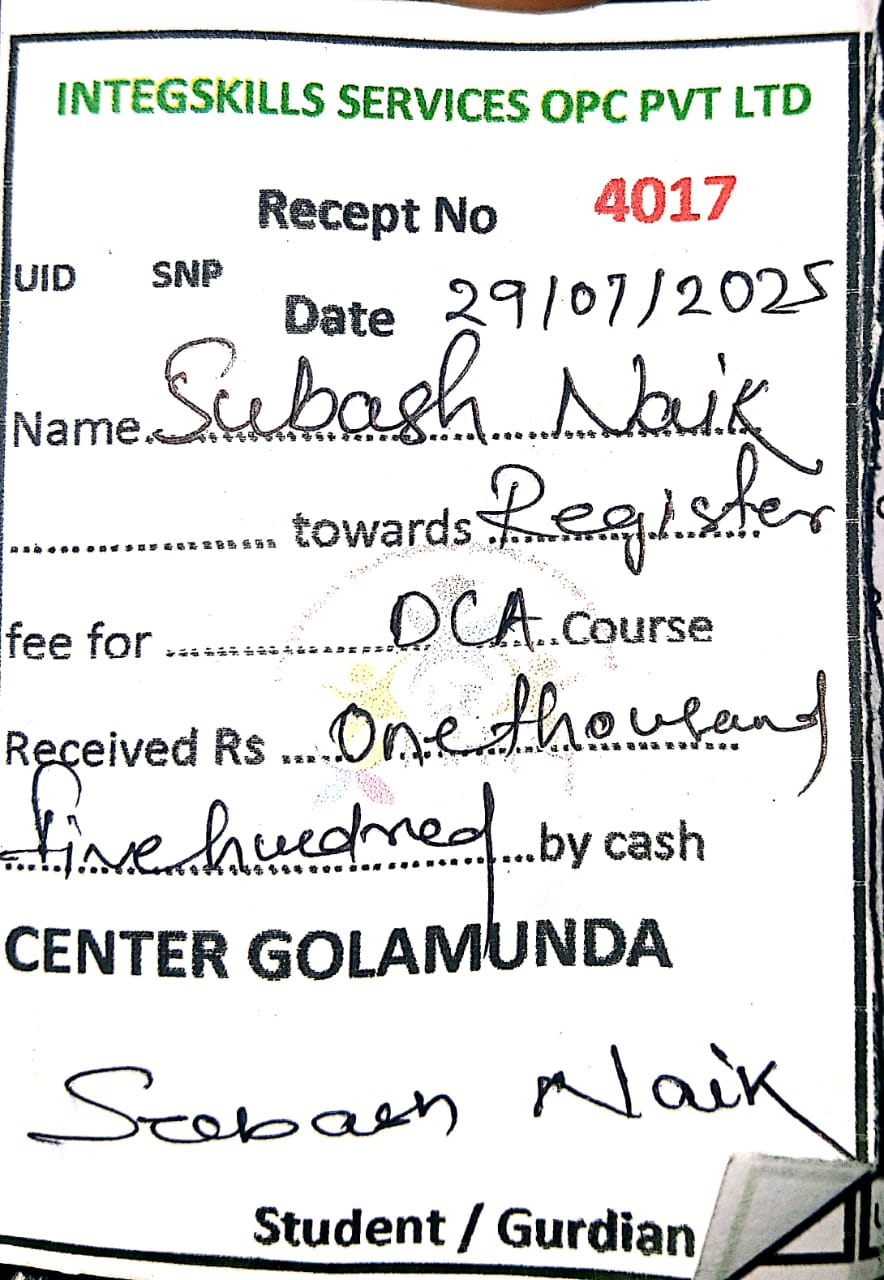 INTEGSKILLS SERVICES OPC PVT LTD
Recept No 4017
UID SNP
Date 29/07/2025
Name Subash Naik
towards Register
fee for DCA Course
Received Rs One thousand
five hundred by cash
CENTER GOLAMUNDA
Subash Naik
Student / Gurdian